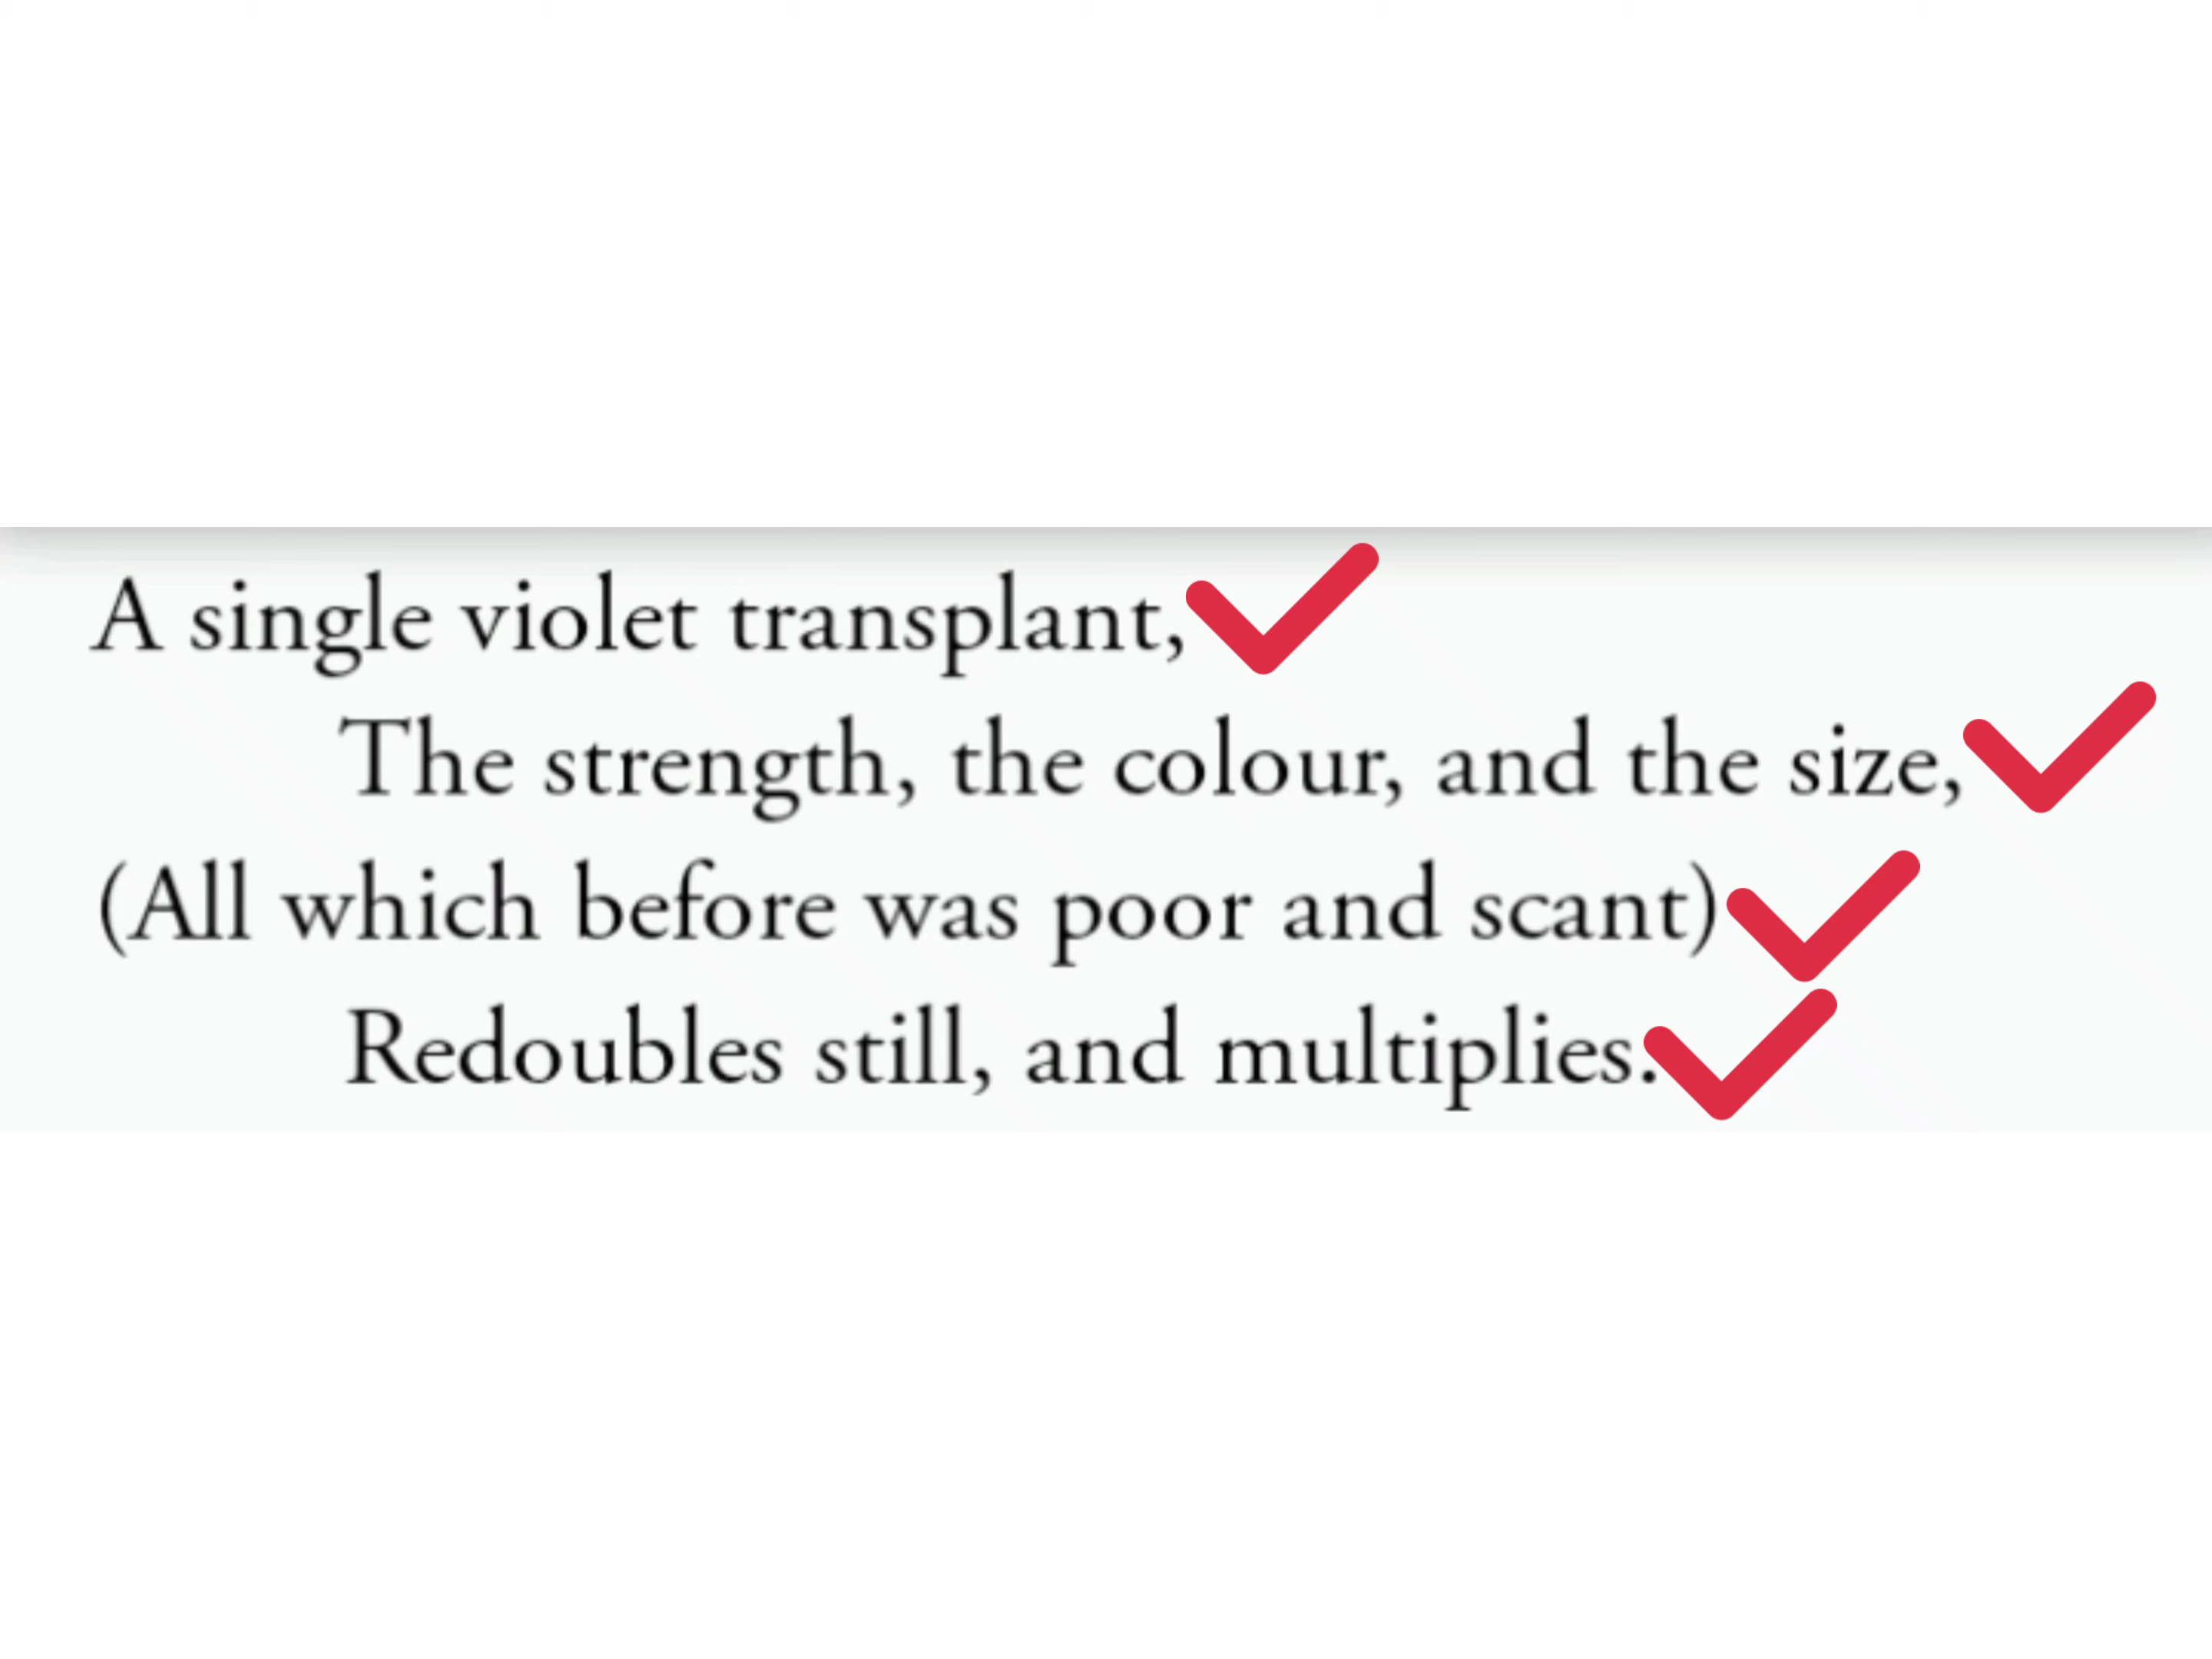 A single violet transplant,
The strength, the colour, and the size,
(All which before was poor and scant)
Redoubles still, and multiplies.